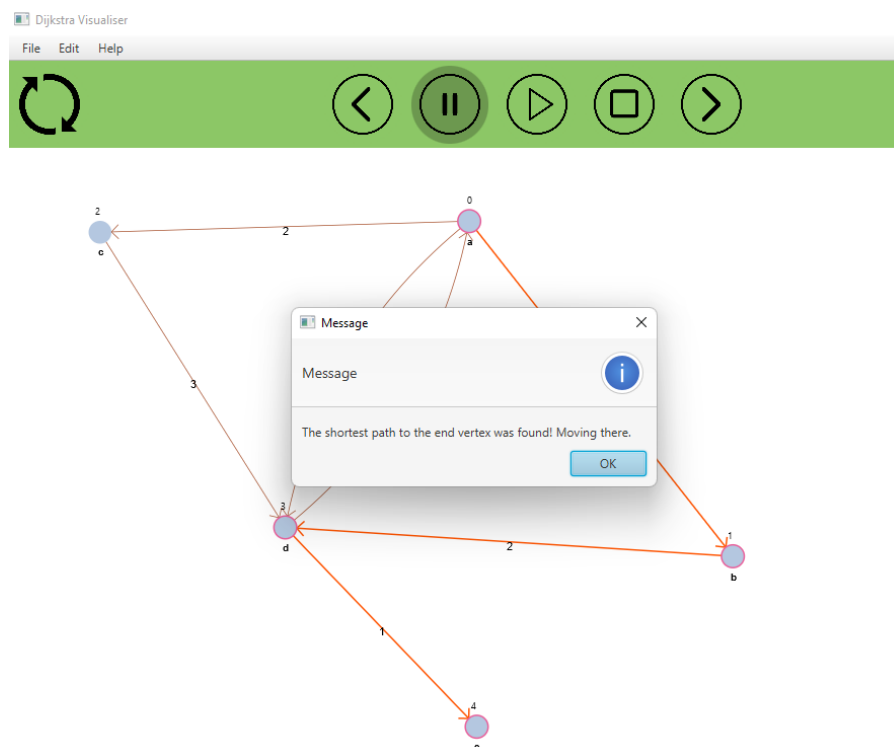 Dijkstra Visualiser
File Edit Help
0
2
a
2
c
Message
Message
i
3
The shortest path to the end vertex was found! Moving there.
OK
3
1
d
2
b
1
4